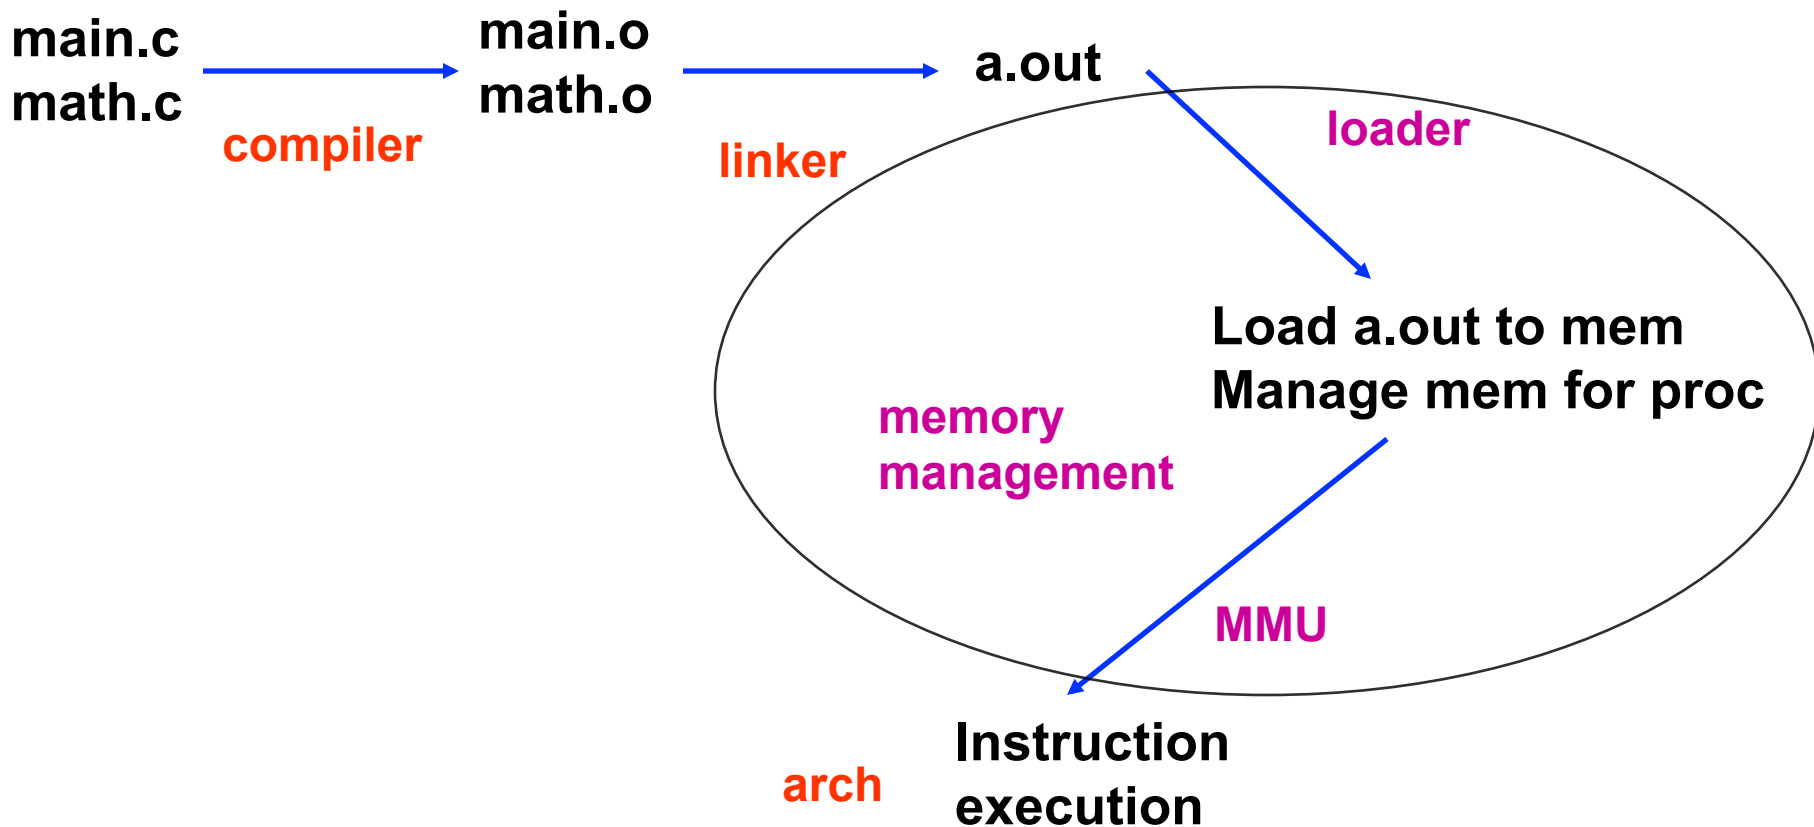 main.c
math.c
compiler
main.o
math.o
linker
a.out
loader
Load a.out to mem
Manage mem for proc
memory
management
MMU
Instruction
execution
arch